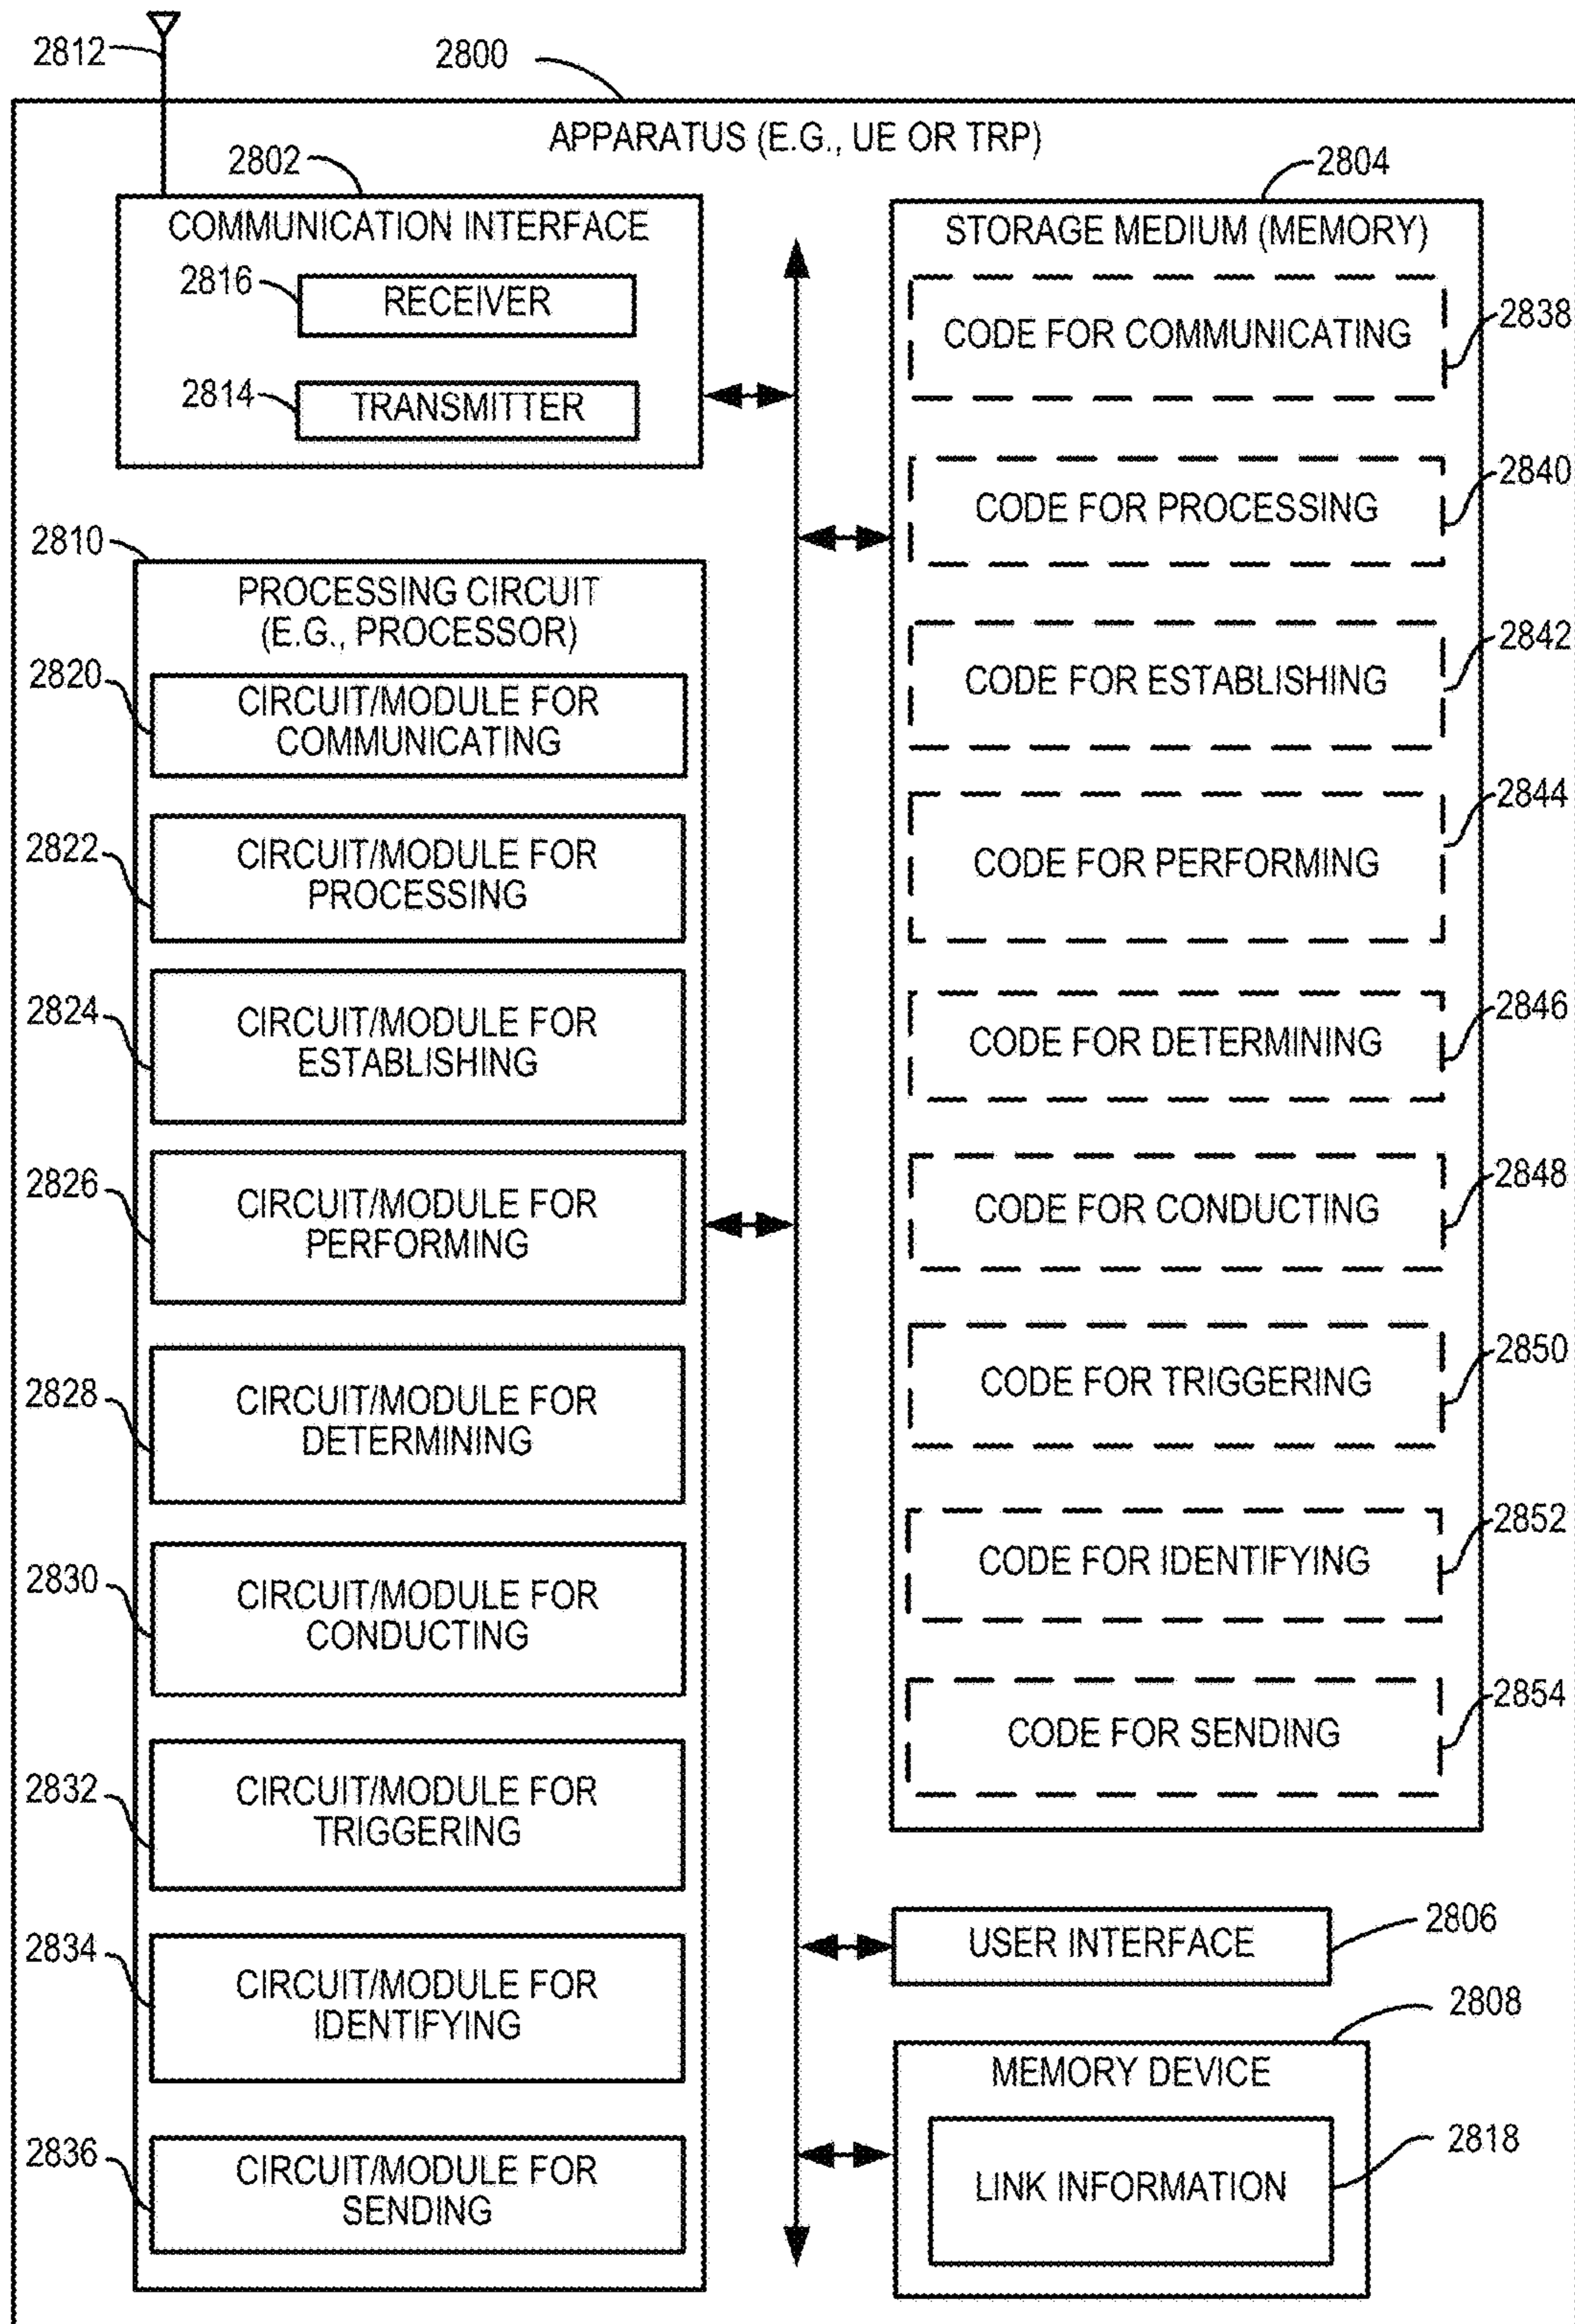 2812
2800
APPARATUS (E.G., UE OR TRP)
2802
COMMUNICATION INTERFACE
2816
RECEIVER
2814
TRANSMITTER
2810
PROCESSING CIRCUIT
(E.G., PROCESSOR)
2820
CIRCUIT/MODULE FOR
COMMUNICATING
2822
CIRCUIT/MODULE FOR
PROCESSING
2824
CIRCUIT/MODULE FOR
ESTABLISHING
2826
CIRCUIT/MODULE FOR
PERFORMING
2828
CIRCUIT/MODULE FOR
DETERMINING
2830
CIRCUIT/MODULE FOR
CONDUCTING
2832
CIRCUIT/MODULE FOR
TRIGGERING
2834
CIRCUIT/MODULE FOR
IDENTIFYING
2836
CIRCUIT/MODULE FOR
SENDING
2804
STORAGE MEDIUM (MEMORY)
CODE FOR COMMUNICATING
2838
CODE FOR PROCESSING
2840
CODE FOR ESTABLISHING
2842
CODE FOR PERFORMING
2844
CODE FOR DETERMINING
2846
CODE FOR CONDUCTING
2848
CODE FOR TRIGGERING
2850
CODE FOR IDENTIFYING
2852
CODE FOR SENDING
2854
USER INTERFACE
2806
2808
MEMORY DEVICE
LINK INFORMATION
2818